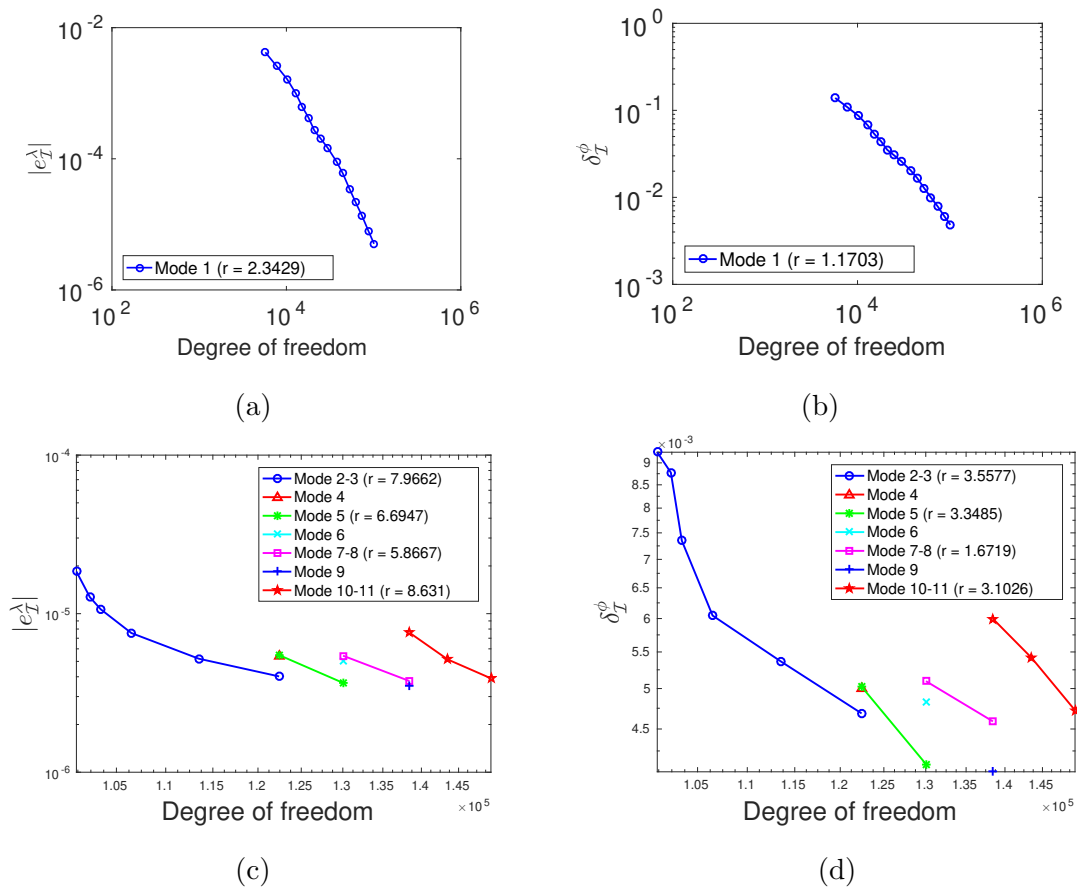 10^-2
10^-4
10^-6
|e_I^λ|
Mode 1 (r = 2.3429)
10^2
10^4
10^6
Degree of freedom
(a)
10^0
10^-1
10^-2
10^-3
δ_I^ϕ
Mode 1 (r = 1.1703)
10^2
10^4
10^6
Degree of freedom
(b)
10^-4
10^-5
10^-6
|e_I^λ|
Mode 2-3 (r = 7.9662)
Mode 4
Mode 5 (r = 6.6947)
Mode 6
Mode 7-8 (r = 5.8667)
Mode 9
Mode 10-11 (r = 8.631)
1.05 1.1 1.15 1.2 1.25 1.3 1.35 1.4 1.45
×10^5
Degree of freedom
(c)
×10^-3
9
8.5
8
7.5
7
6.5
6
5.5
5
4.5
δ_I^ϕ
Mode 2-3 (r = 3.5577)
Mode 4
Mode 5 (r = 3.3485)
Mode 6
Mode 7-8 (r = 1.6719)
Mode 9
Mode 10-11 (r = 3.1026)
1.05 1.1 1.15 1.2 1.25 1.3 1.35 1.4 1.45
×10^5
Degree of freedom
(d)